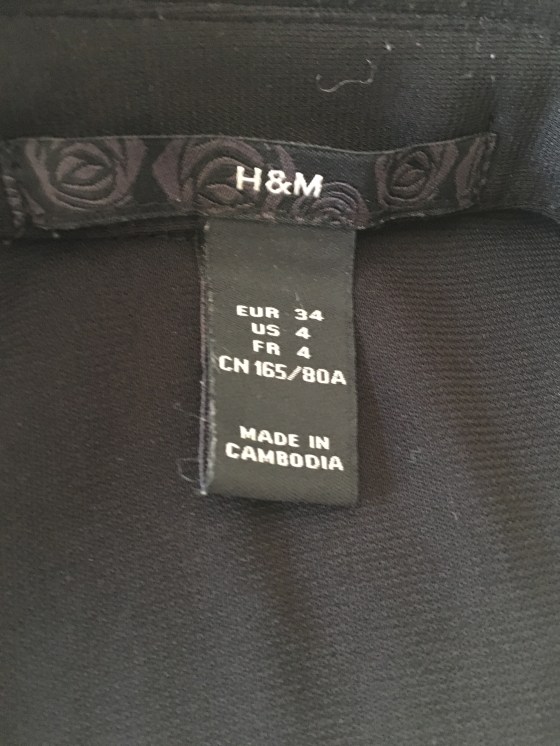 H&M
EUR 34
US 4
FR 4
CN 165/80A
MADE IN
CAMBODIA